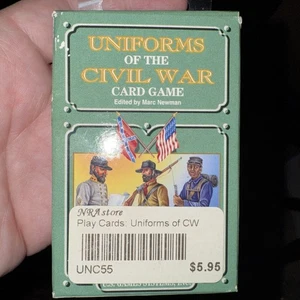 UNIFORMS
OF THE
CIVIL WAR
CARD GAME
Edited by Marc Newman
NRA store
Play Cards: Uniforms of CW
UNC55
$5.95